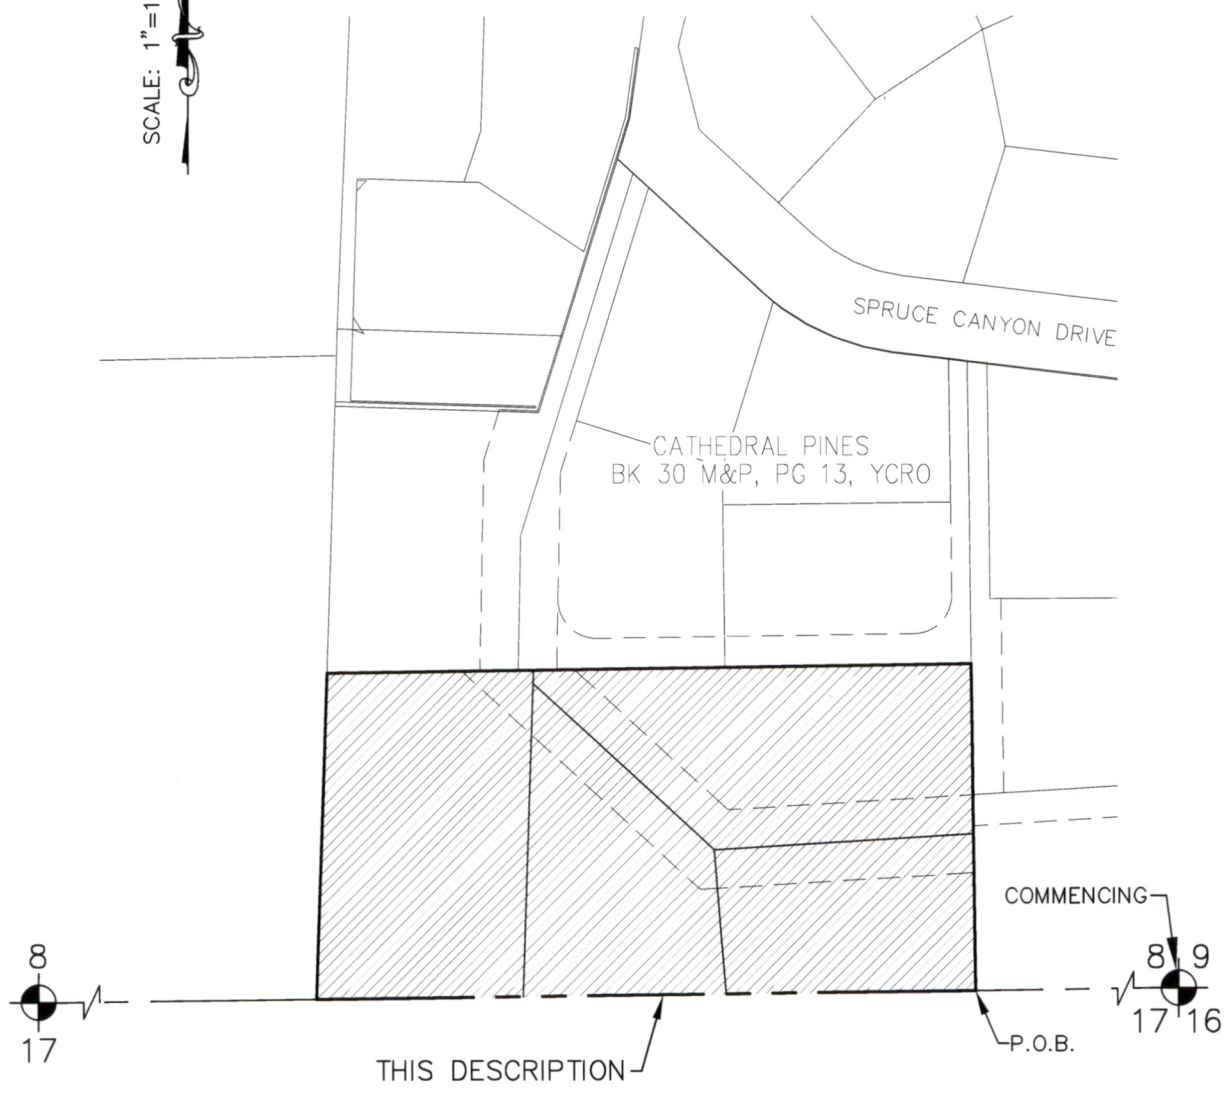 SCALE: 1"=1
SPRUCE CANYON DRIVE
CATHEDRAL PINES
BK 30 M&P, PG 13, YCRO
COMMENCING
8
17
8 9
17 16
P.O.B.
THIS DESCRIPTION